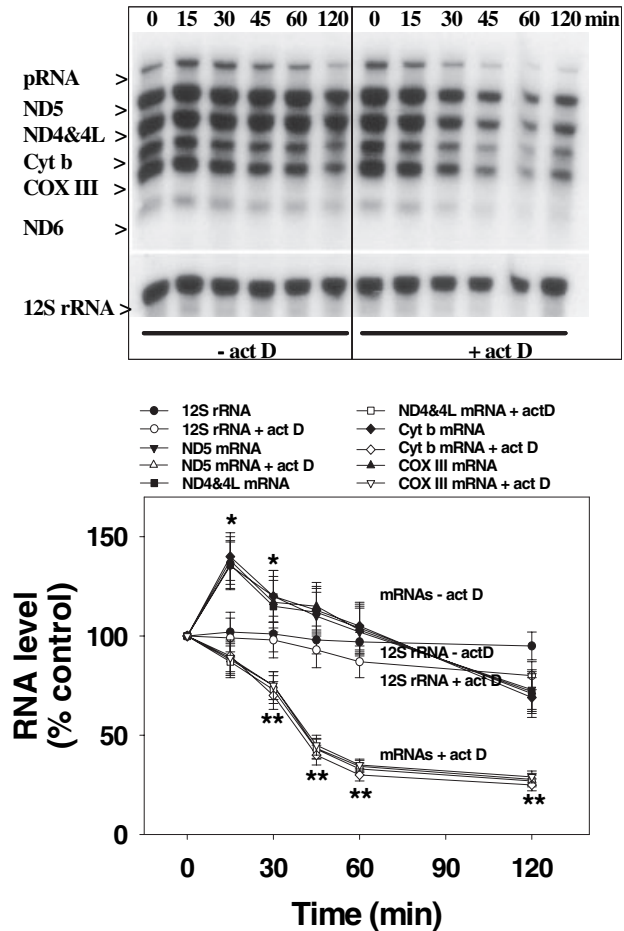 0 15 30 45 60 120 0 15 30 45 60 120 min
pRNA >
ND5 >
ND4&4L >
Cyt b >
COX III >
ND6 >
12S rRNA >
- act D + act D
12S rRNA
12S rRNA + act D
ND5 mRNA
ND5 mRNA + act D
ND4&4L mRNA
ND4&4L mRNA + actD
Cyt b mRNA
Cyt b mRNA + act D
COX III mRNA
COX III mRNA + act D
150
100
50
0
RNA level
(% control)
*
*
mRNAs - act D
12S rRNA - actD
12S rRNA + act D
mRNAs + act D
**
**
**
**
0 30 60 90 120
Time (min)